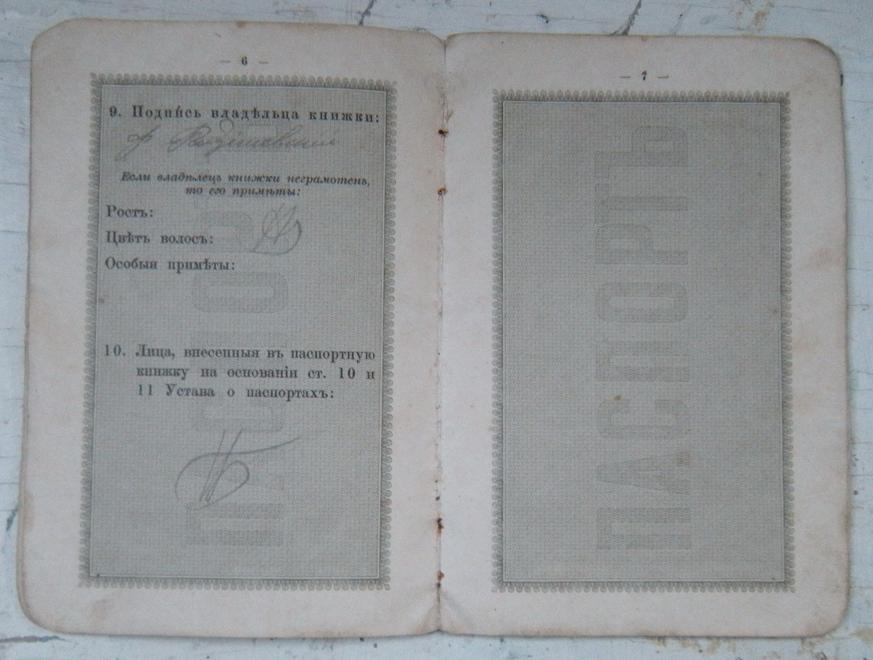 — 6 —
9. Подпись владѣльца книжки:
Если владѣлецъ книжки неграмотенъ,
то его примѣты:
Ростъ:
Цвѣтъ волосъ:
Особыя примѣты:
10. Лица, внесенныя въ паспортную
книжку на основаніи ст. 10 и
11 Устава о паспортахъ:
ПАСПОРТЪ
— 7 —
ПАСПОРТЪ